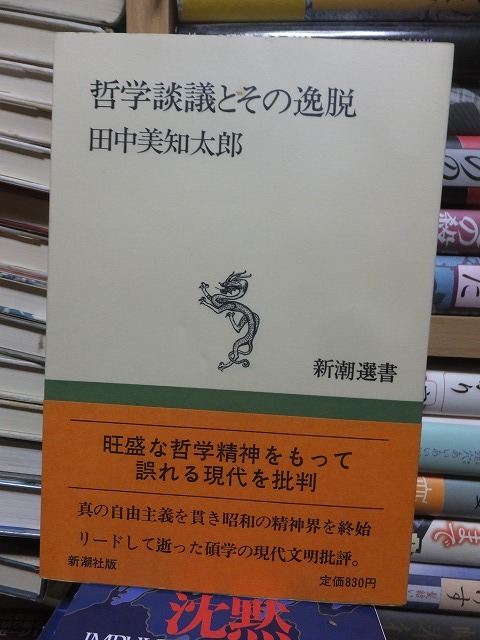 哲学談議とその逸脱
田中美知太郎
新潮選書
旺盛な哲学精神をもって
誤れる現代を批判
真の自由主義を貫き昭和の精神界を終始
リードして逝った碩学の現代文明批評。
新潮社版
定価830円
沈黙